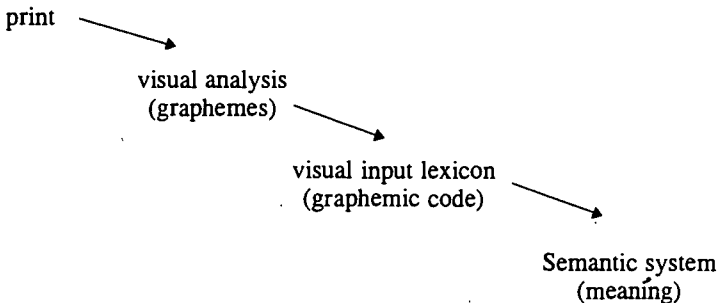 print
visual analysis
(graphemes)
visual input lexicon
(graphemic code)
Semantic system
(meaning)